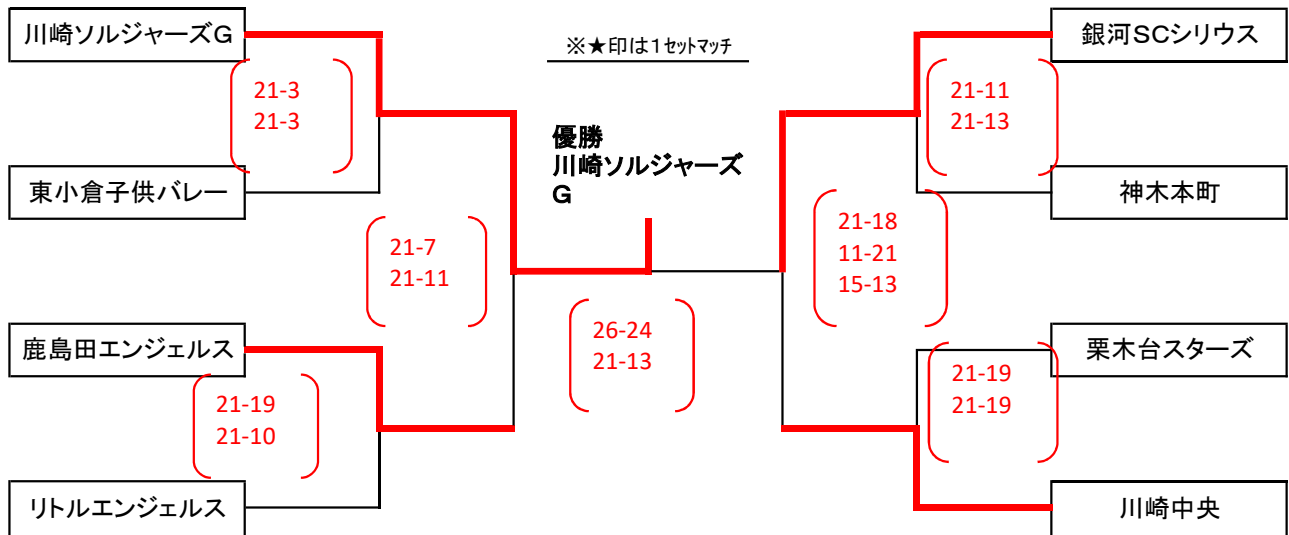 川崎ソルジャーズG
※★印は1セットマッチ
銀河SCシリウス
21-3
21-3
21-11
21-13
優勝
川崎ソルジャーズ
G
東小倉子供バレー
神木本町
21-7
21-11
21-18
11-21
15-13
26-24
21-13
鹿島田エンジェルス
栗木台スターズ
21-19
21-10
21-19
21-19
リトルエンジェルス
川崎中央